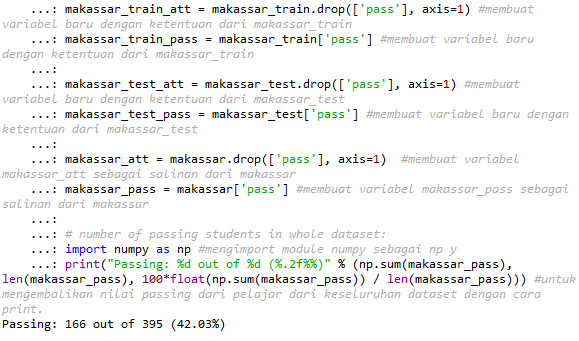 ...: makassar_train_att = makassar_train.drop(['pass'], axis=1) #membuat
variabel baru dengan ketentuan dari makassar_train
...: makassar_train_pass = makassar_train['pass'] #membuat variabel baru
dengan ketentuan dari makassar_train
...:
...: makassar_test_att = makassar_test.drop(['pass'], axis=1) #membuat
variabel baru dengan ketentuan dari makassar_test
...: makassar_test_pass = makassar_test['pass'] #membuat variabel baru dengan
ketentuan dari makassar_test
...:
...: makassar_att = makassar.drop(['pass'], axis=1)  #membuat variabel
makassar_att sebagai salinan dari makassar
...: makassar_pass = makassar['pass'] #membuat variabel makassar_pass sebagai
salinan dari makassar
...:
...: # number of passing students in whole dataset:
...: import numpy as np #mengimport module numpy sebagai np y
...: print("Passing: %d out of %d (%.2f%%)" % (np.sum(makassar_pass),
len(makassar_pass), 100*float(np.sum(makassar_pass)) / len(makassar_pass))) #untuk
mengembalikan nilai passing dari pelajar dari keseluruhan dataset dengan cara
print.
Passing: 166 out of 395 (42.03%)